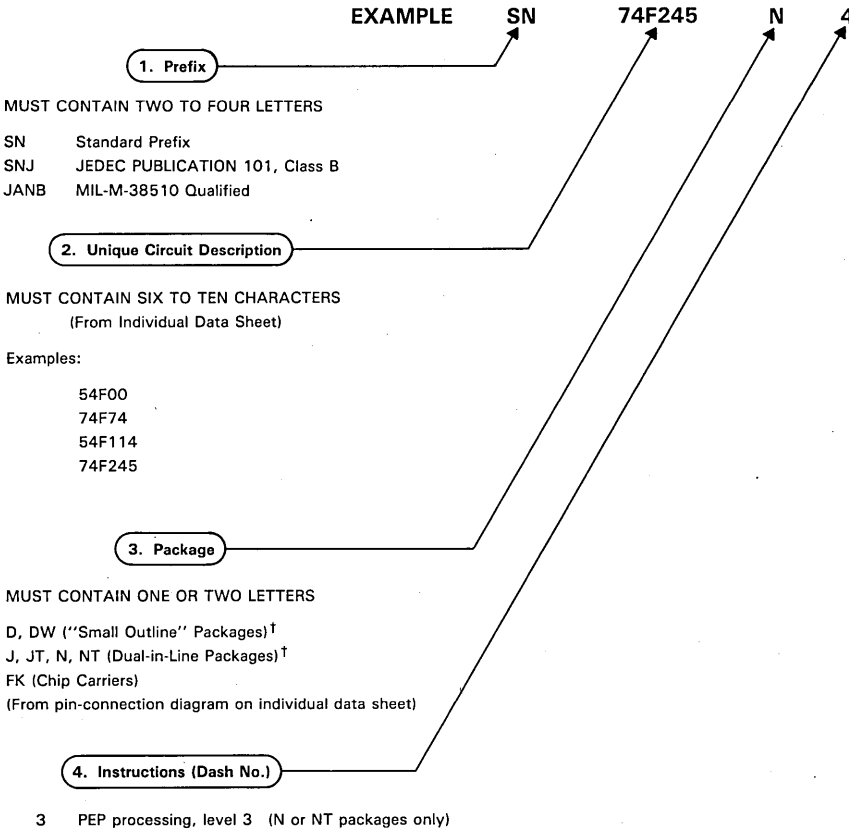 EXAMPLE SN 74F245 N 4
1. Prefix
MUST CONTAIN TWO TO FOUR LETTERS
SN Standard Prefix
SNJ JEDEC PUBLICATION 101, Class B
JANB MIL-M-38510 Qualified
2. Unique Circuit Description
MUST CONTAIN SIX TO TEN CHARACTERS
(From Individual Data Sheet)
Examples:
54F00
74F74
54F114
74F245
3. Package
MUST CONTAIN ONE OR TWO LETTERS
D, DW (''Small Outline'' Packages)†
J, JT, N, NT (Dual-in-Line Packages)†
FK (Chip Carriers)
(From pin-connection diagram on individual data sheet)
4. Instructions (Dash No.)
3 PEP processing, level 3 (N or NT packages only)